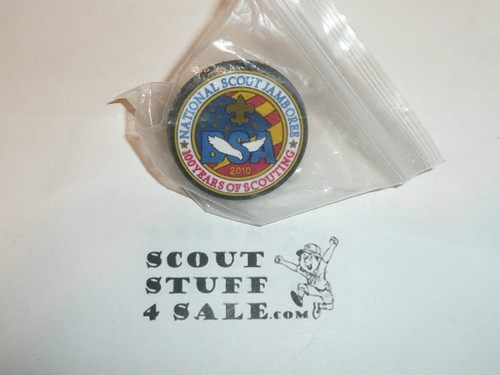 NATIONAL SCOUT JAMBOREE
BSA
2010
100 YEARS OF SCOUTING
SCOUT
STUFF
4 SALE.COM